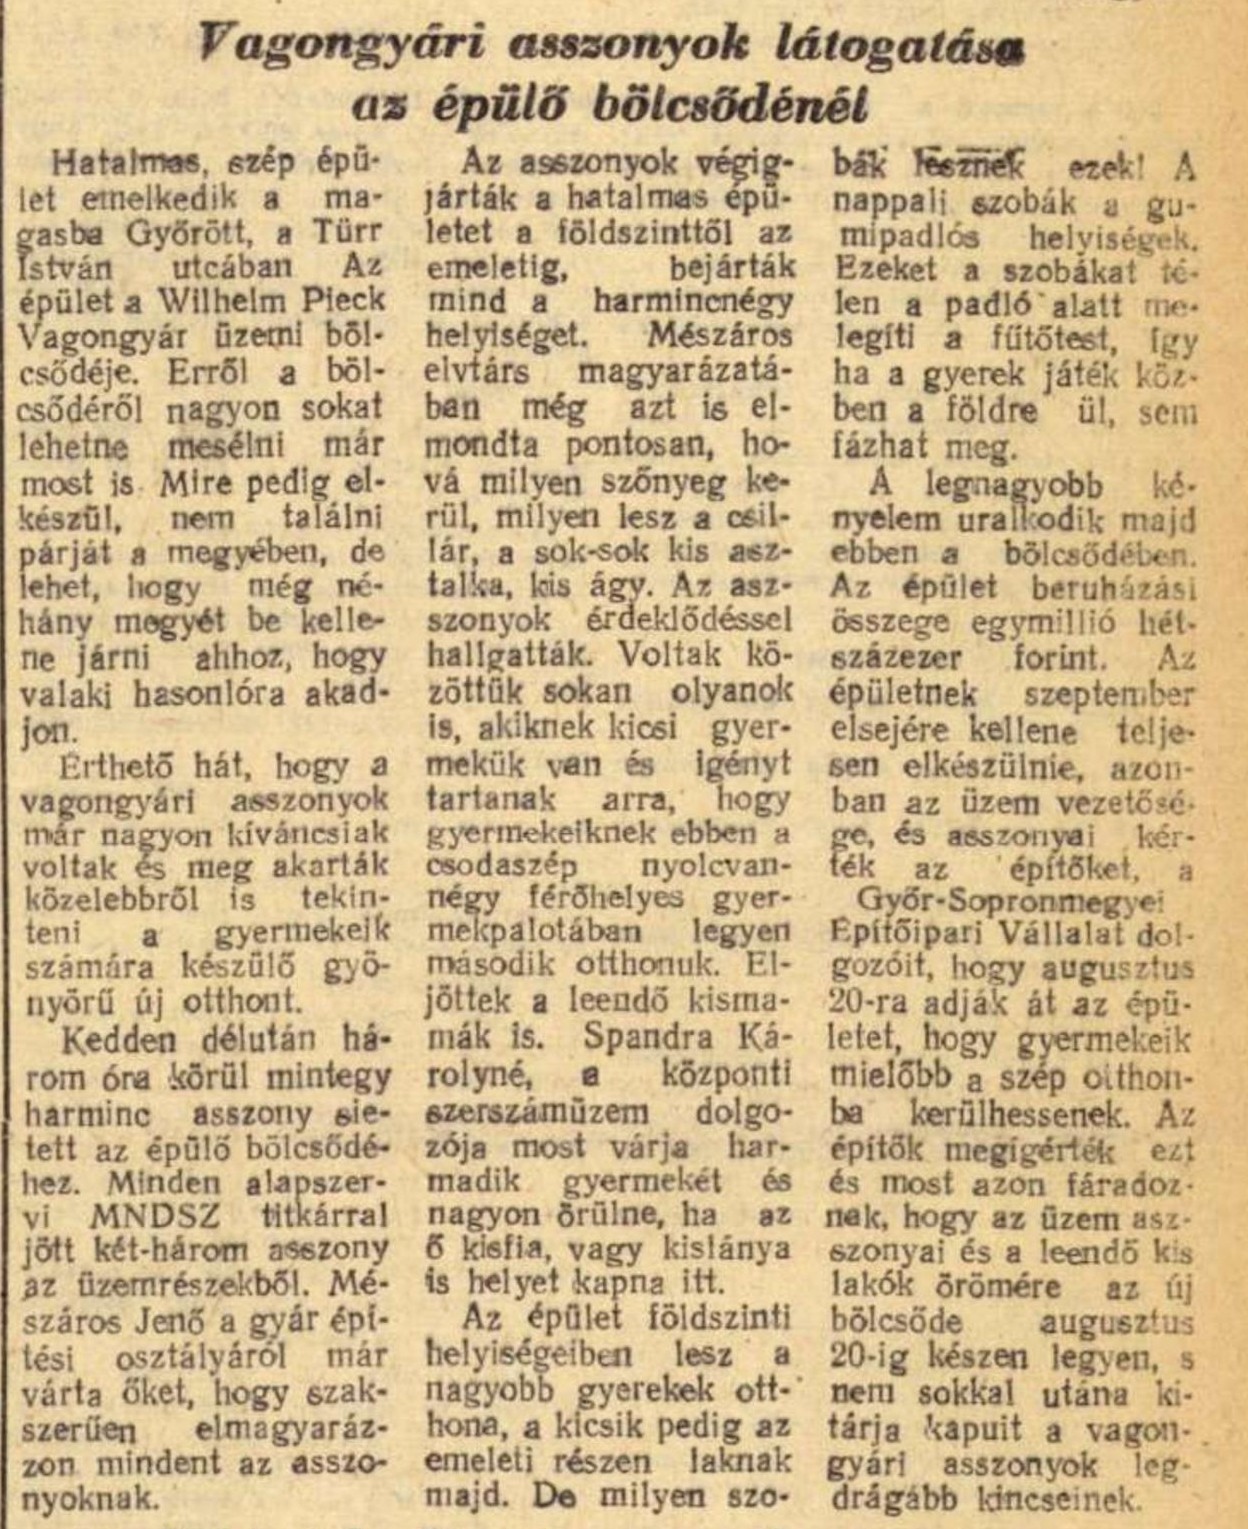 Vagongyári asszonyok látogatása
az épülő bölcsődénél
Hatalmas, szép épü-
let emelkedik a ma-
gasba Győrött, a Türr
István utcában Az
épület a Wilhelm Pieck
Vagongyár üzemi böl-
csődéje. Erről a böl-
csődéről nagyon sokat
lehetne mesélni már
most is. Mire pedig el-
készül, nem találni
párját a megyében, de
lehet, hogy még né-
hány megyét be kelle-
ne járni ahhoz, hogy
valaki hasonlóra akad-
jon.
Érthető hát, hogy a
vagongyári asszonyok
már nagyon kíváncsiak
voltak és meg akarták
közelebbről is tekin-
teni a gyermekeik
számára készülő gyö-
nyörű új otthont.
Kedden délután há-
rom óra körül mintegy
harminc asszony sie-
tett az épülő bölcsődé-
hez. Minden alapszer-
vi MNDSZ titkárral
jött két-három asszony
az üzemrészekből. Mé-
száros Jenő a gyár épí-
tési osztályáról már
várta őket, hogy szak-
szerűen elmagyaráz-
zon mindent az asszo-
nyoknak.
Az asszonyok végig-
járták a hatalmas épü-
letet a földszinttől az
emeletig, bejárták
mind a harmincnégy
helyiséget. Mészáros
elvtárs magyarázatá-
ban még azt is el-
mondta pontosan, ho-
vá milyen szőnyeg ke-
rül, milyen lesz a csil-
lár, a sok-sok kis asz-
talka, kis ágy. Az asz-
szonyok érdeklődéssel
hallgatták. Voltak kö-
zöttük sokan olyanok
is, akiknek kicsi gyer-
mekük van és igényt
tartanak arra, hogy
gyermekeiknek ebben a
csodaszép nyolcvan-
négy férőhelyes gyer-
mekpalotában legyen
második otthonuk. El-
jöttek a leendő kisma-
mák is. Spandra Ká-
rolyné, a központi
szerszámüzem dolgo-
zója most várja har-
madik gyermekét és
nagyon örülne, ha az
ő kisfia, vagy kislánya
is helyet kapna itt.
Az épület földszinti
helyiségeiben lesz a
nagyobb gyerekek ott-
hona, a kicsik pedig az
emeleti részen laknak
majd. De milyen szo-
bák lesznek ezek! A
nappali szobák a gu-
mipadlós helyiségek.
Ezeket a szobákat té-
len a padló alatt me-
legíti a fűtőtest, így
ha a gyerek játék köz-
ben a földre ül, sem
fázhat meg.
A legnagyobb ké-
nyelem uralkodik majd
ebben a bölcsődében.
Az épület beruházási
összege egymillió hét-
százezer forint. Az
épületnek szeptember
elsejére kellene telje-
sen elkészülnie, azon-
ban az üzem vezetősé-
ge, és asszonyai kér-
ték az építőket, a
Győr-Sopronmegyei
Építőipari Vállalat dol-
gozóit, hogy augusztus
20-ra adják át az épü-
letet, hogy gyermekeik
mielőbb a szép otthon-
ba kerülhessenek. Az
építők megígérték ezt
és most azon fáradoz-
nak, hogy az üzem asz-
szonyai és a leendő kis
lakók örömére az új
bölcsőde augusztus
20-ig készen legyen, s
nem sokkal utána ki-
tárja kapuit a vagon-
gyári asszonyok leg-
drágább kincseinek.